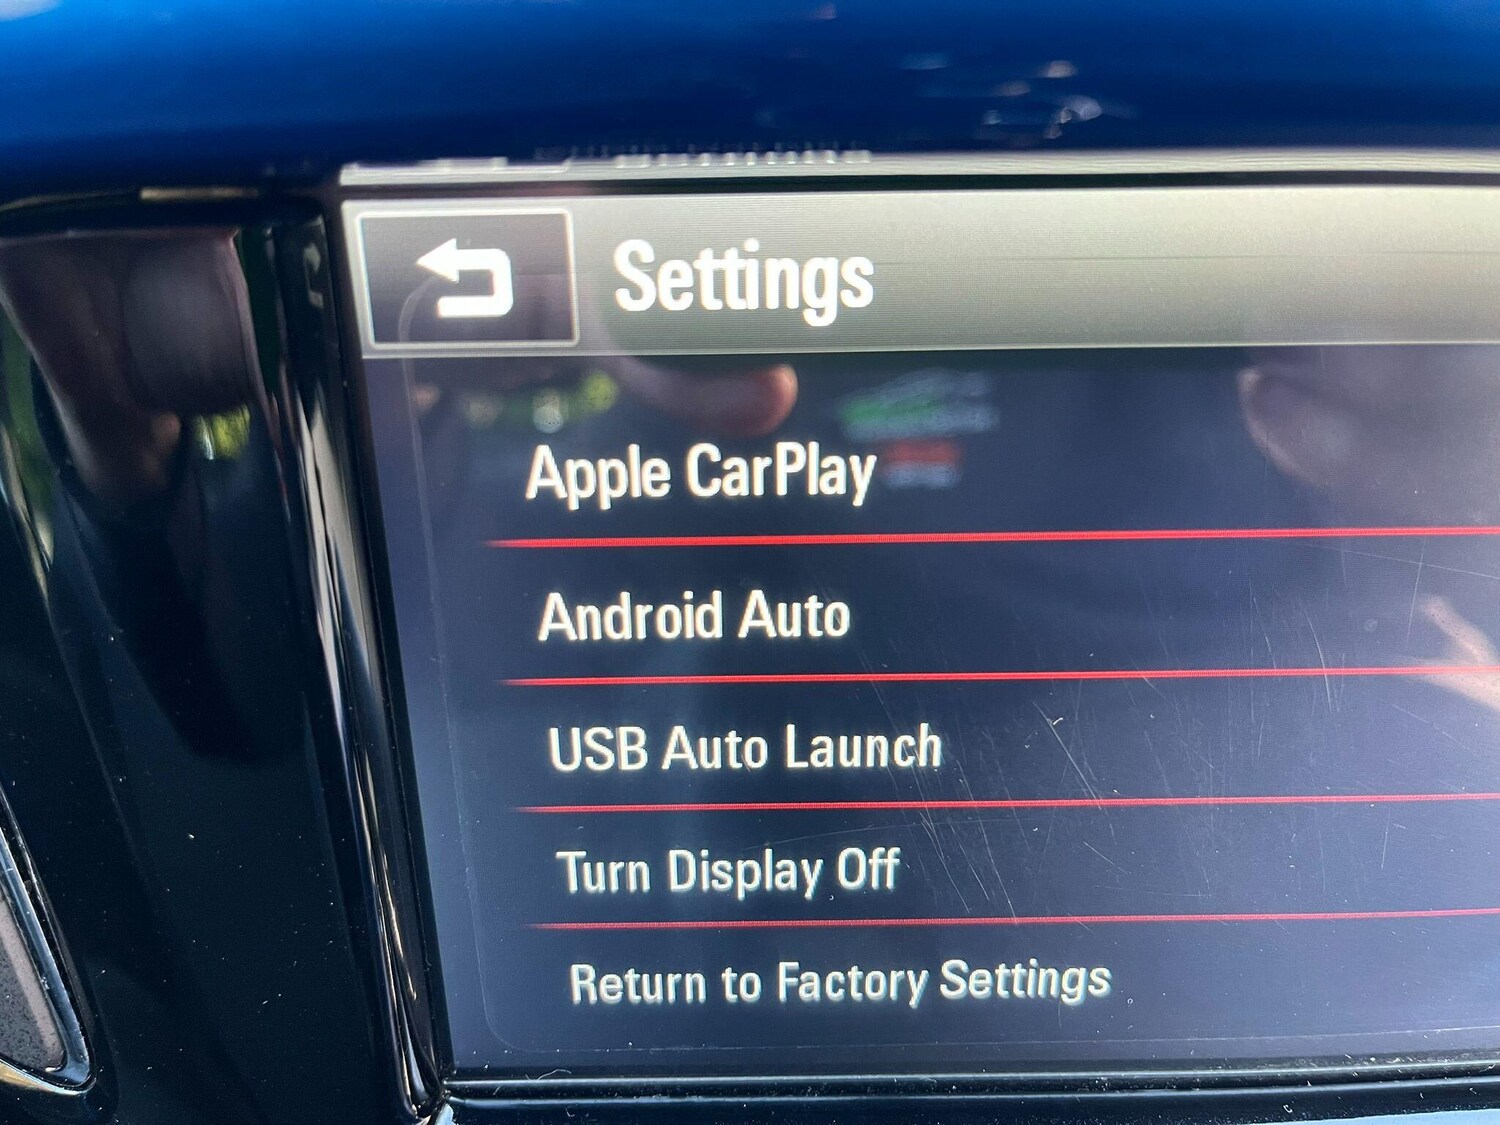 Settings
Apple CarPlay
Android Auto
USB Auto Launch
Turn Display Off
Return to Factory Settings